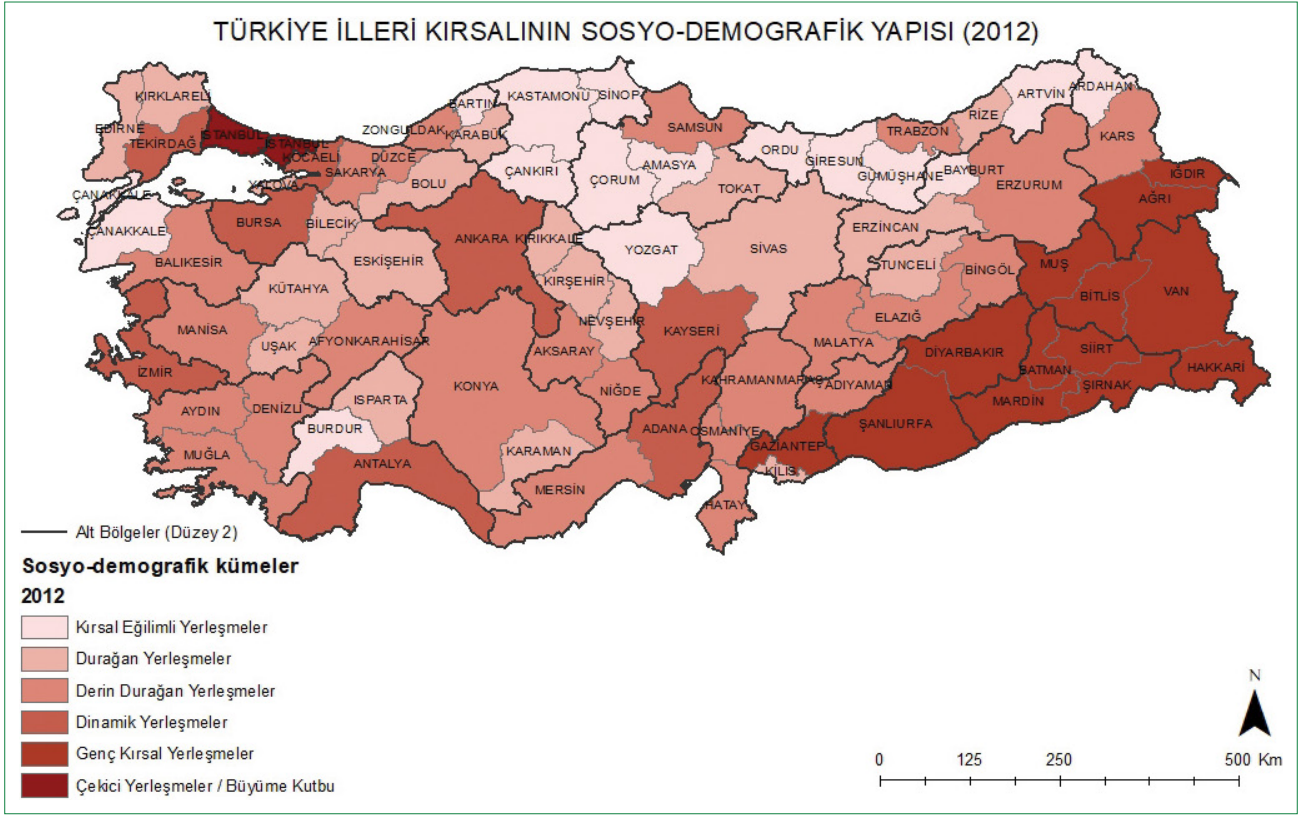 TÜRKİYE İLLERİ KIRSALININ SOSYO-DEMOGRAFİK YAPISI (2012)
KIRKLARELİ
EDİRNE
TEKİRDAĞ
İSTANBUL
İSTANBUL
KOCAELİ
YALOVA
SAKARYA
DÜZCE
ZONGULDAK
BARTIN
KARABÜK
KASTAMONU
SİNOP
SAMSUN
ORDU
GİRESUN
TRABZON
RİZE
ARTVİN
ARDAHAN
KARS
ÇANAKKALE
ÇANAKKALE
BALIKESİR
BURSA
BİLECİK
BOLU
ÇANKIRI
ÇORUM
AMASYA
TOKAT
GÜMÜŞHANE
BAYBURT
ERZURUM
IĞDIR
AĞRI
ESKİŞEHİR
ANKARA
KIRIKKALE
YOZGAT
SİVAS
ERZİNCAN
TUNCELİ
BİNGÖL
MUŞ
BİTLİS
VAN
KÜTAHYA
KIRŞEHİR
NEVŞEHİR
KAYSERİ
MALATYA
ELAZIĞ
DİYARBAKIR
BATMAN
SİİRT
ŞIRNAK
HAKKARİ
MANİSA
UŞAK
AFYONKARAHİSAR
İZMİR
AYDIN
DENİZLİ
ISPARTA
BURDUR
KONYA
AKSARAY
NİĞDE
KAHRAMANMARAŞ
ADIYAMAN
ŞANLIURFA
MARDİN
MUĞLA
ANTALYA
KARAMAN
MERSİN
ADANA
OSMANİYE
GAZİANTEP
KİLİS
HATAY
Alt Bölgeler (Düzey 2)
Sosyo-demografik kümeler
2012
Kırsal Eğilimli Yerleşmeler
Durağan Yerleşmeler
Derin Durağan Yerleşmeler
Dinamik Yerleşmeler
Genç Kırsal Yerleşmeler
Çekici Yerleşmeler / Büyüme Kutbu
N
0 125 250 500 Km